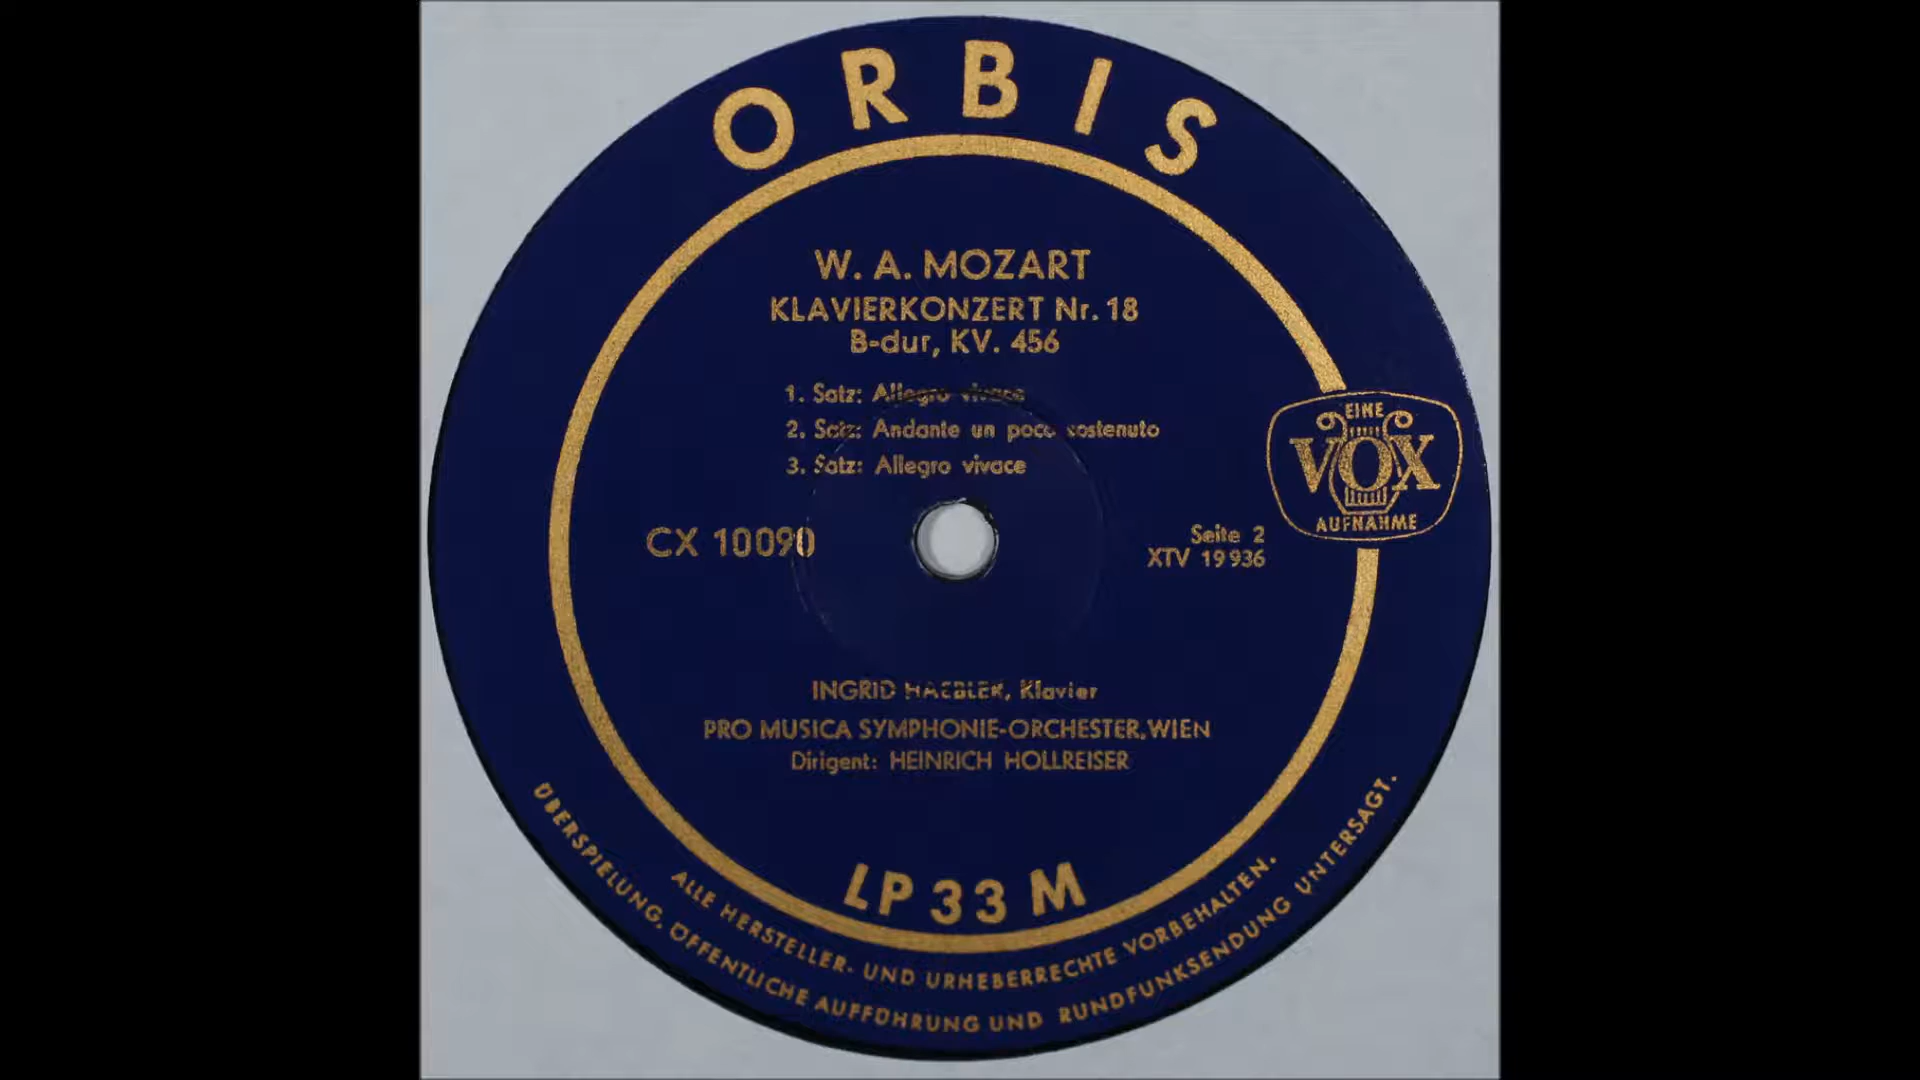 ORBIS
W. A. MOZART
KLAVIERKONZERT Nr. 18
B-dur, KV. 456
1. Satz: Allegro vivace
2. Satz: Andante un poco sostenuto
3. Satz: Allegro vivace
EINE
VOX
AUFNAHME
CX 10090
Seite 2
XTV 19936
INGRID HAEBLER, Klavier
PRO MUSICA SYMPHONIE-ORCHESTER, WIEN
Dirigent: HEINRICH HOLLREISER
LP 33 M
ALLE HERSTELLER- UND URHEBERRECHTE VORBEHALTEN.
ÜBERSPIELUNG, ÖFFENTLICHE AUFFÜHRUNG UND RUNDFUNKSENDUNG UNTERSAGT.